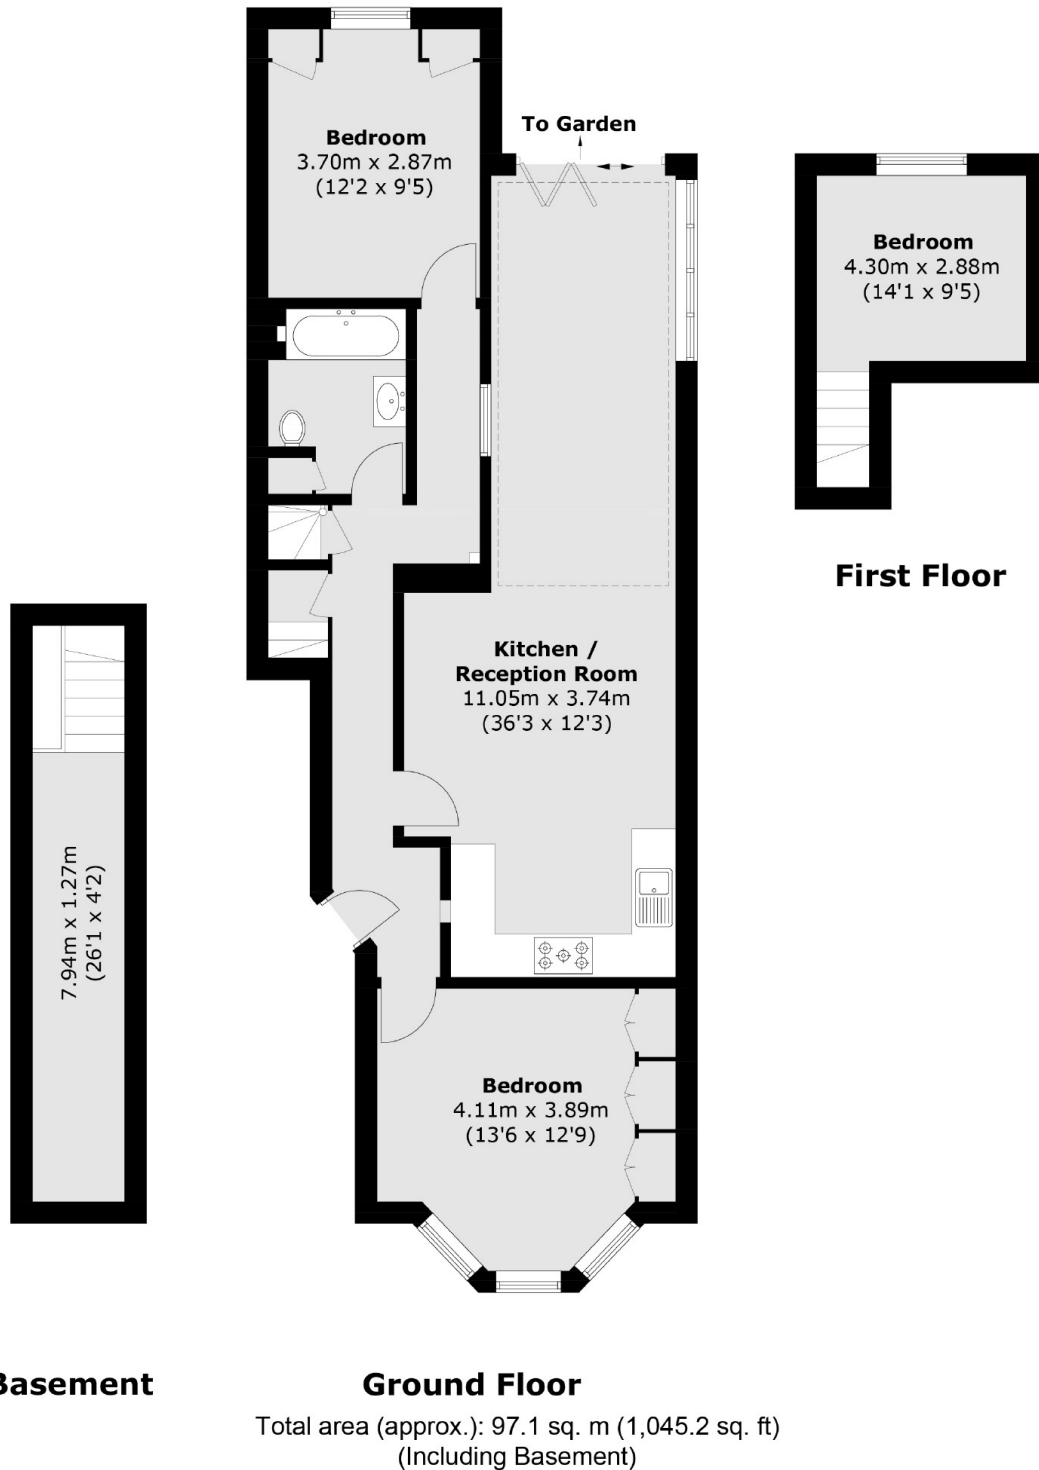 To Garden
Bedroom
3.70m x 2.87m
(12'2 x 9'5)
Bedroom
4.30m x 2.88m
(14'1 x 9'5)
First Floor
Kitchen /
Reception Room
11.05m x 3.74m
(36'3 x 12'3)
7.94m x 1.27m
(26'1 x 4'2)
Bedroom
4.11m x 3.89m
(13'6 x 12'9)
Basement
Ground Floor
Total area (approx.): 97.1 sq. m (1,045.2 sq. ft)
(Including Basement)